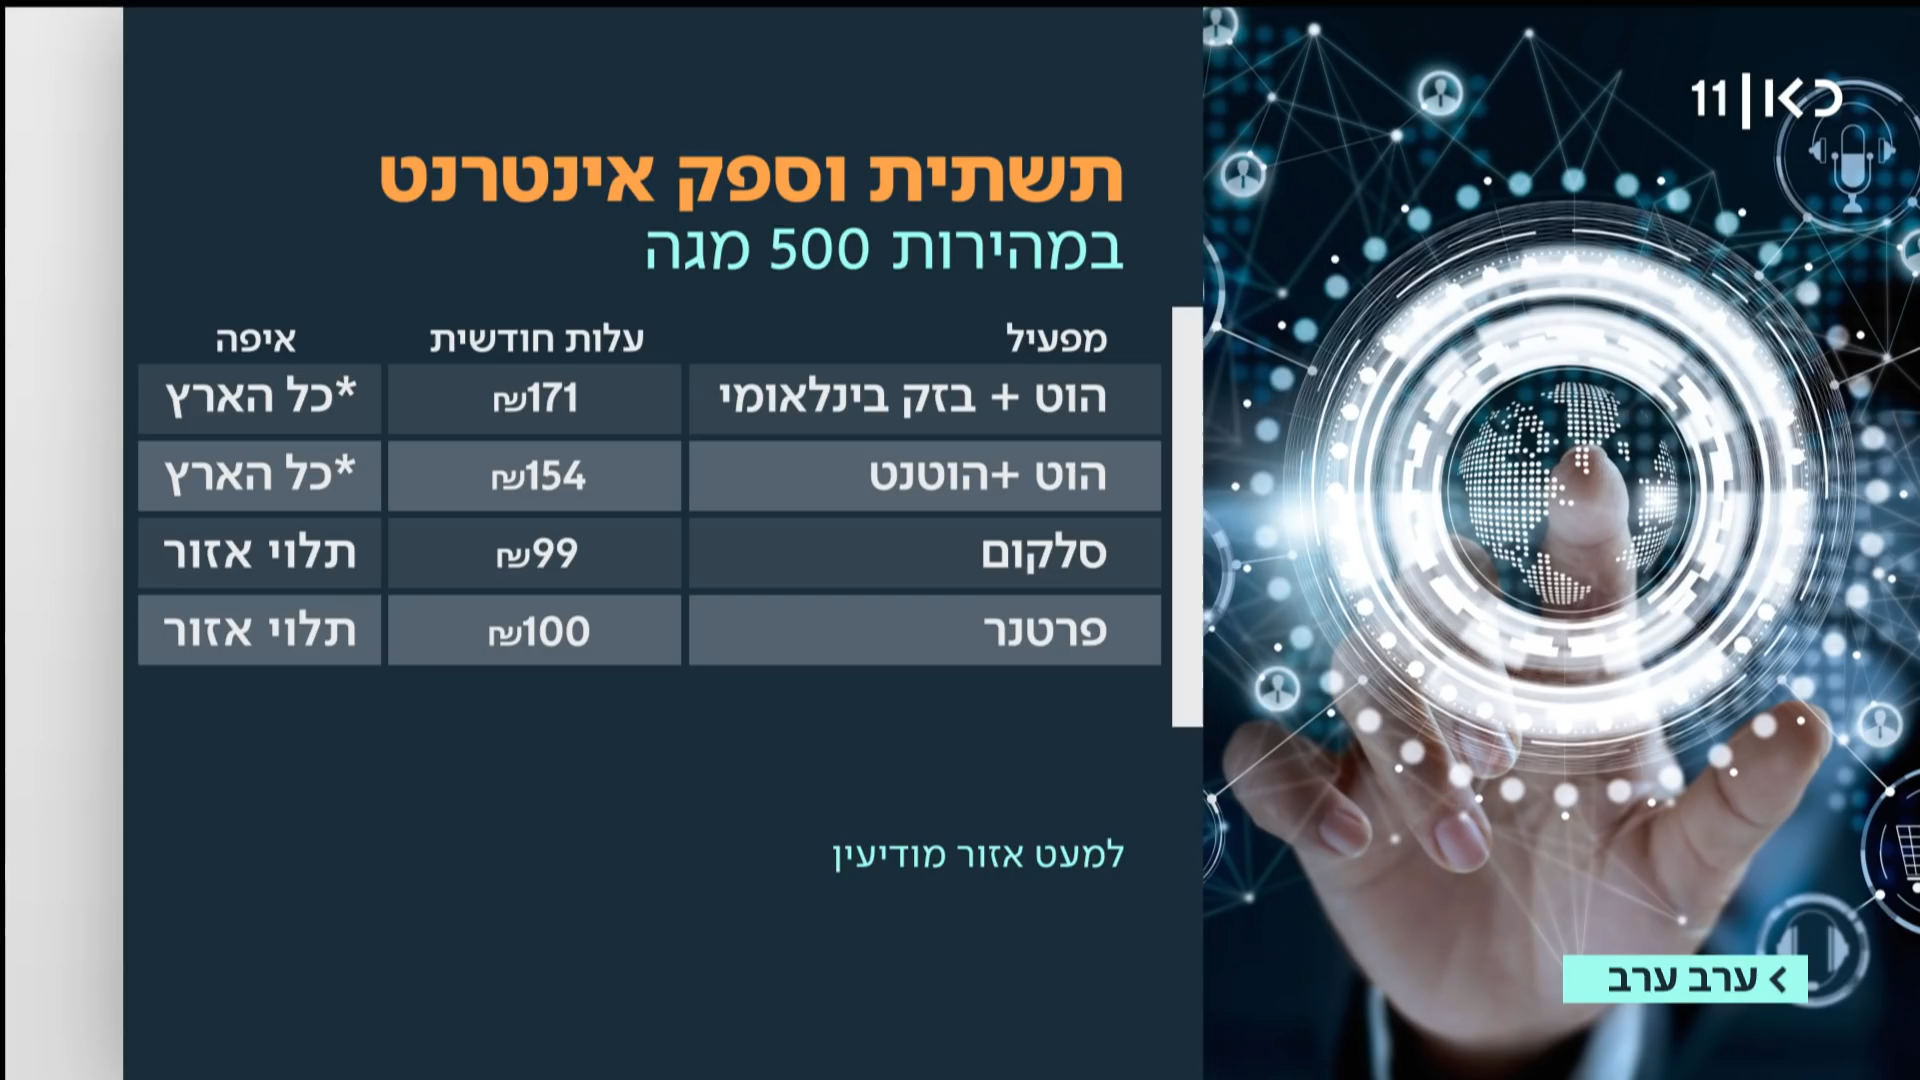 כאן 11
תשתית וספק אינטרנט
במהירות 500 מגה
מפעיל עלות חודשית איפה
הוט + בזק בינלאומי ₪171 *כל הארץ
הוט +הוטנט ₪154 *כל הארץ
סלקום ₪99 תלוי אזור
פרטנר ₪100 תלוי אזור
למעט אזור מודיעין
ערב ערב